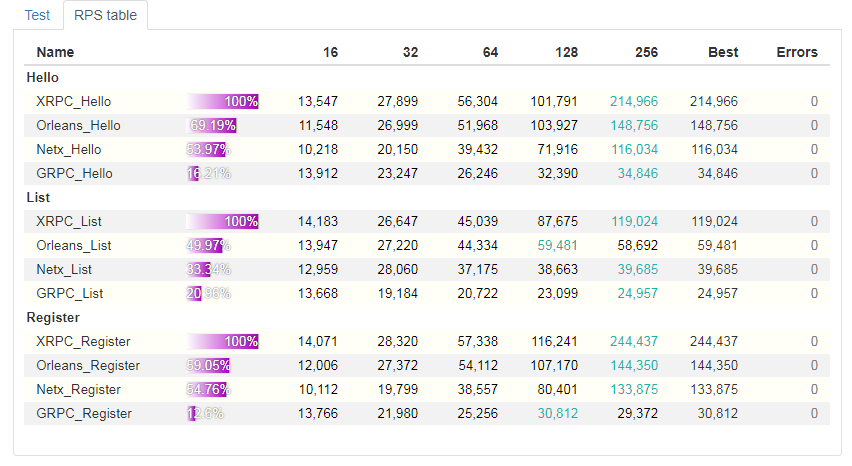 Test RPS table
Name 16 32 64 128 256 Best Errors
Hello
XRPC_Hello 100% 13,547 27,899 56,304 101,791 214,966 214,966 0
Orleans_Hello 69.19% 11,548 26,999 51,968 103,927 148,756 148,756 0
Netx_Hello 53.97% 10,218 20,150 39,432 71,916 116,034 116,034 0
GRPC_Hello 16.21% 13,912 23,247 26,246 32,390 34,846 34,846 0
List
XRPC_List 100% 14,183 26,647 45,039 87,675 119,024 119,024 0
Orleans_List 49.97% 13,947 27,220 44,334 59,481 58,692 59,481 0
Netx_List 33.34% 12,959 28,060 37,175 38,663 39,685 39,685 0
GRPC_List 20.96% 13,668 19,184 20,722 23,099 24,957 24,957 0
Register
XRPC_Register 100% 14,071 28,320 57,338 116,241 244,437 244,437 0
Orleans_Register 59.05% 12,006 27,372 54,112 107,170 144,350 144,350 0
Netx_Register 54.76% 10,112 19,799 38,557 80,401 133,875 133,875 0
GRPC_Register 12.6% 13,766 21,980 25,256 30,812 29,372 30,812 0